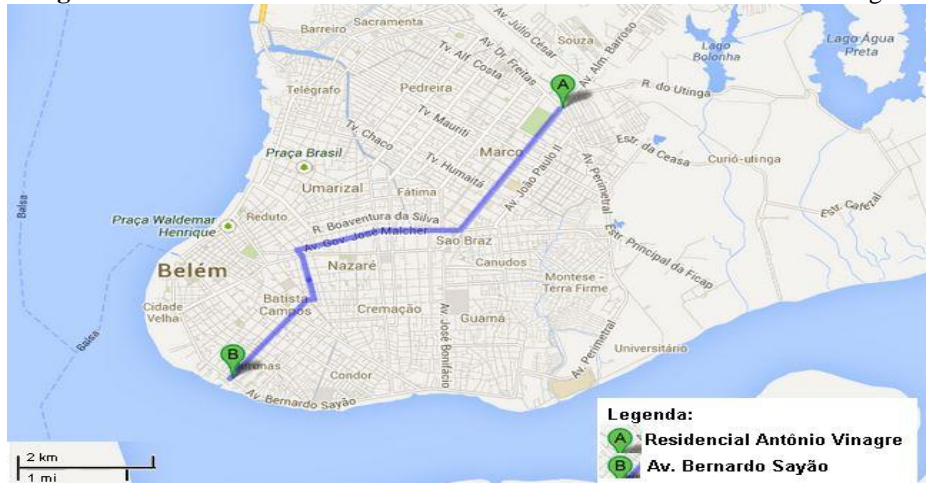 Barreiro
Sacramenta
Av. Júlio César
Souza
Av. Alm. Barroso
Lago Bolonha
Lago Água Preta
Telégrafo
Pedreira
Tv. Alf. Costa
Av. Dr Freitas
A
R. do Utinga
Tv. Chaco
Tv. Mauriti
Marco
Estr. da Ceasa
Curió-utinga
Praça Brasil
Tv. Humaitá
Av. João Paulo II
Av. Perimetral
Umarizal
Fátima
Estr. Cafezal
Balsa
Praça Waldemar Henrique
Reduto
R. Boaventura da Silva
Av. Gov. José Malcher
Sao Braz
Estr. Principal da Ficap
Belém
Nazaré
Canudos
Montese - Terra Firme
Cidade Velha
Batista Campos
Cremação
Guamá
Av. José Bonifácio
Av. Perimetral
Universitário
Balsa
B
Condor
Av. Bernardo Sayão
Legenda:
A Residencial Antônio Vinagre
B Av. Bernardo Sayão
2 km
1 mi